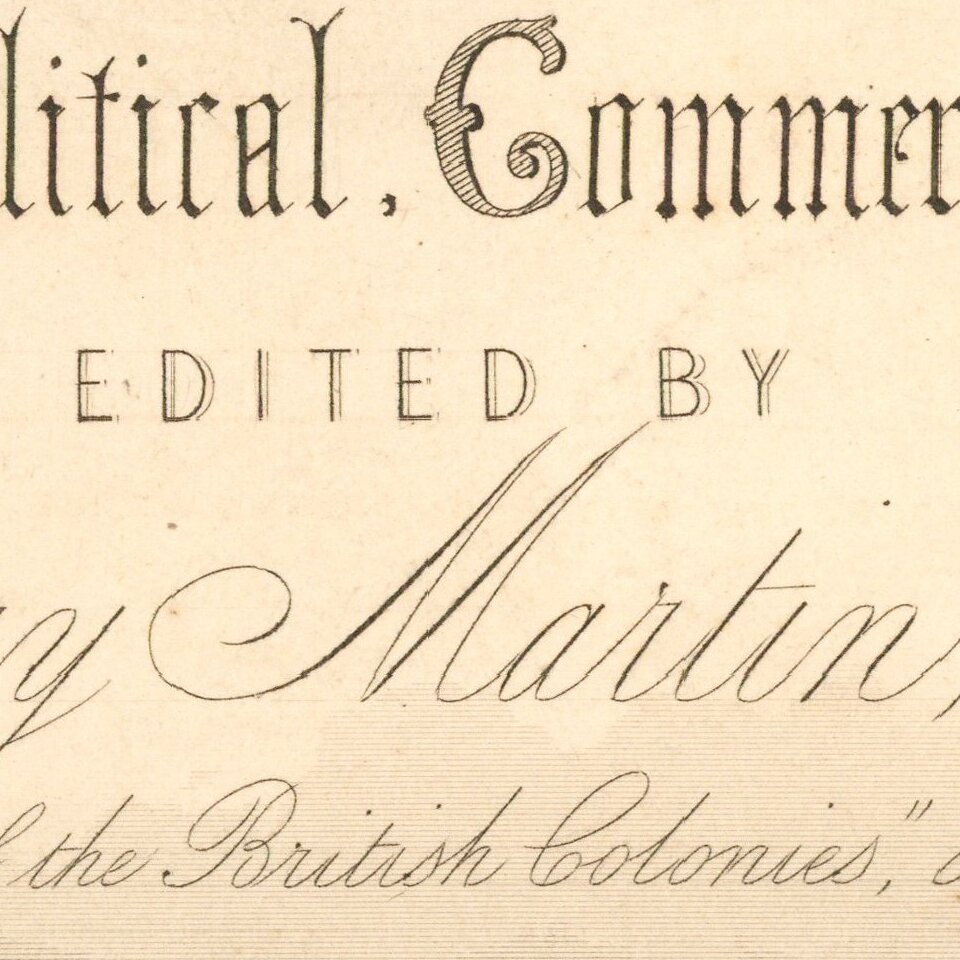 litical, Commer
EDITED BY
y Martin,
the British Colonies,"